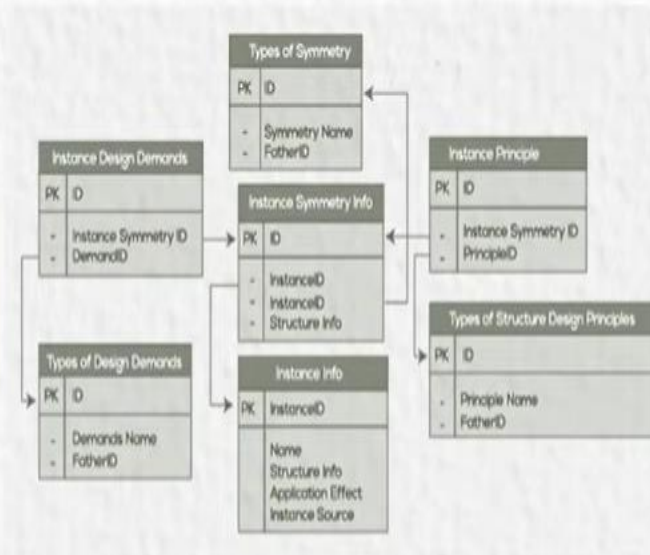 Types of Symmetry
PK ID
- Symmetry Name
- FatherID
Instance Design Demands
PK ID
- Instance Symmetry ID
- DemandID
Instance Symmetry Info
PK ID
- InstanceID
- InstanceID
- Structure Info
Instance Principle
PK ID
- Instance Symmetry ID
- PrincipleID
Types of Design Demands
PK ID
- Demands Name
- FatherID
Instance Info
PK InstanceID
Name
Structure Info
Application Effect
Instance Source
Types of Structure Design Principles
PK ID
- Principle Name
- FatherID